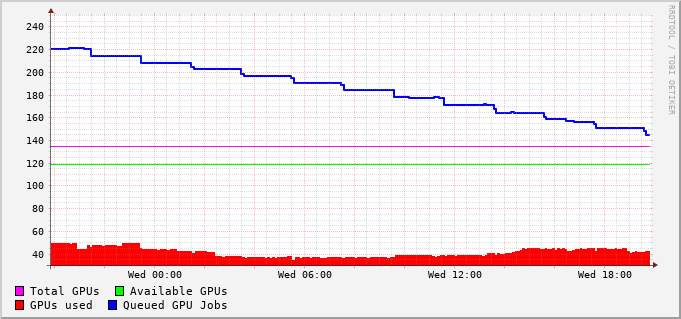 240
220
200
180
160
140
120
100
80
60
40
Wed 00:00 Wed 06:00 Wed 12:00 Wed 18:00
Total GPUs Available GPUs
GPUs used Queued GPU Jobs
RRDTOOL / TOBI OETIKER